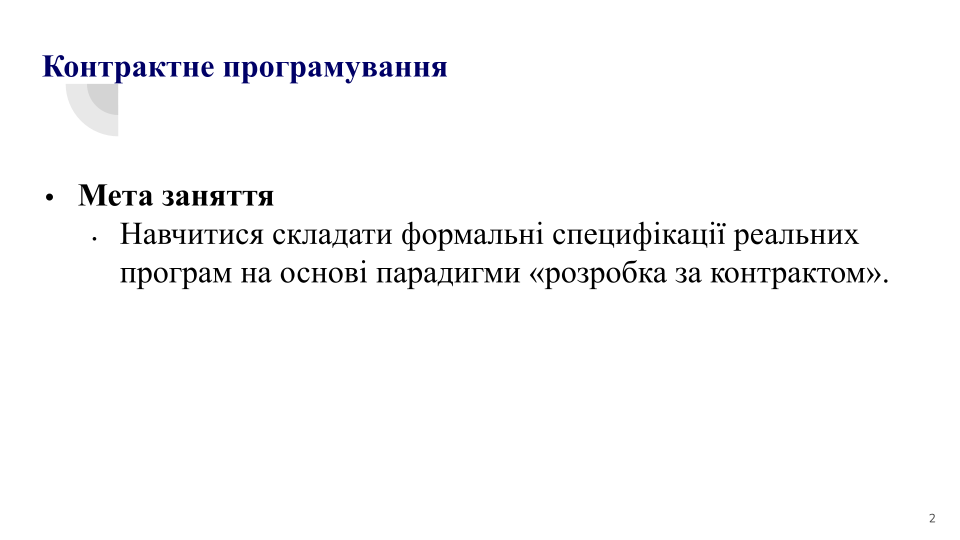 Контрактне програмування
• Мета заняття
• Навчитися складати формальні специфікації реальних
програм на основі парадигми «розробка за контрактом».
2